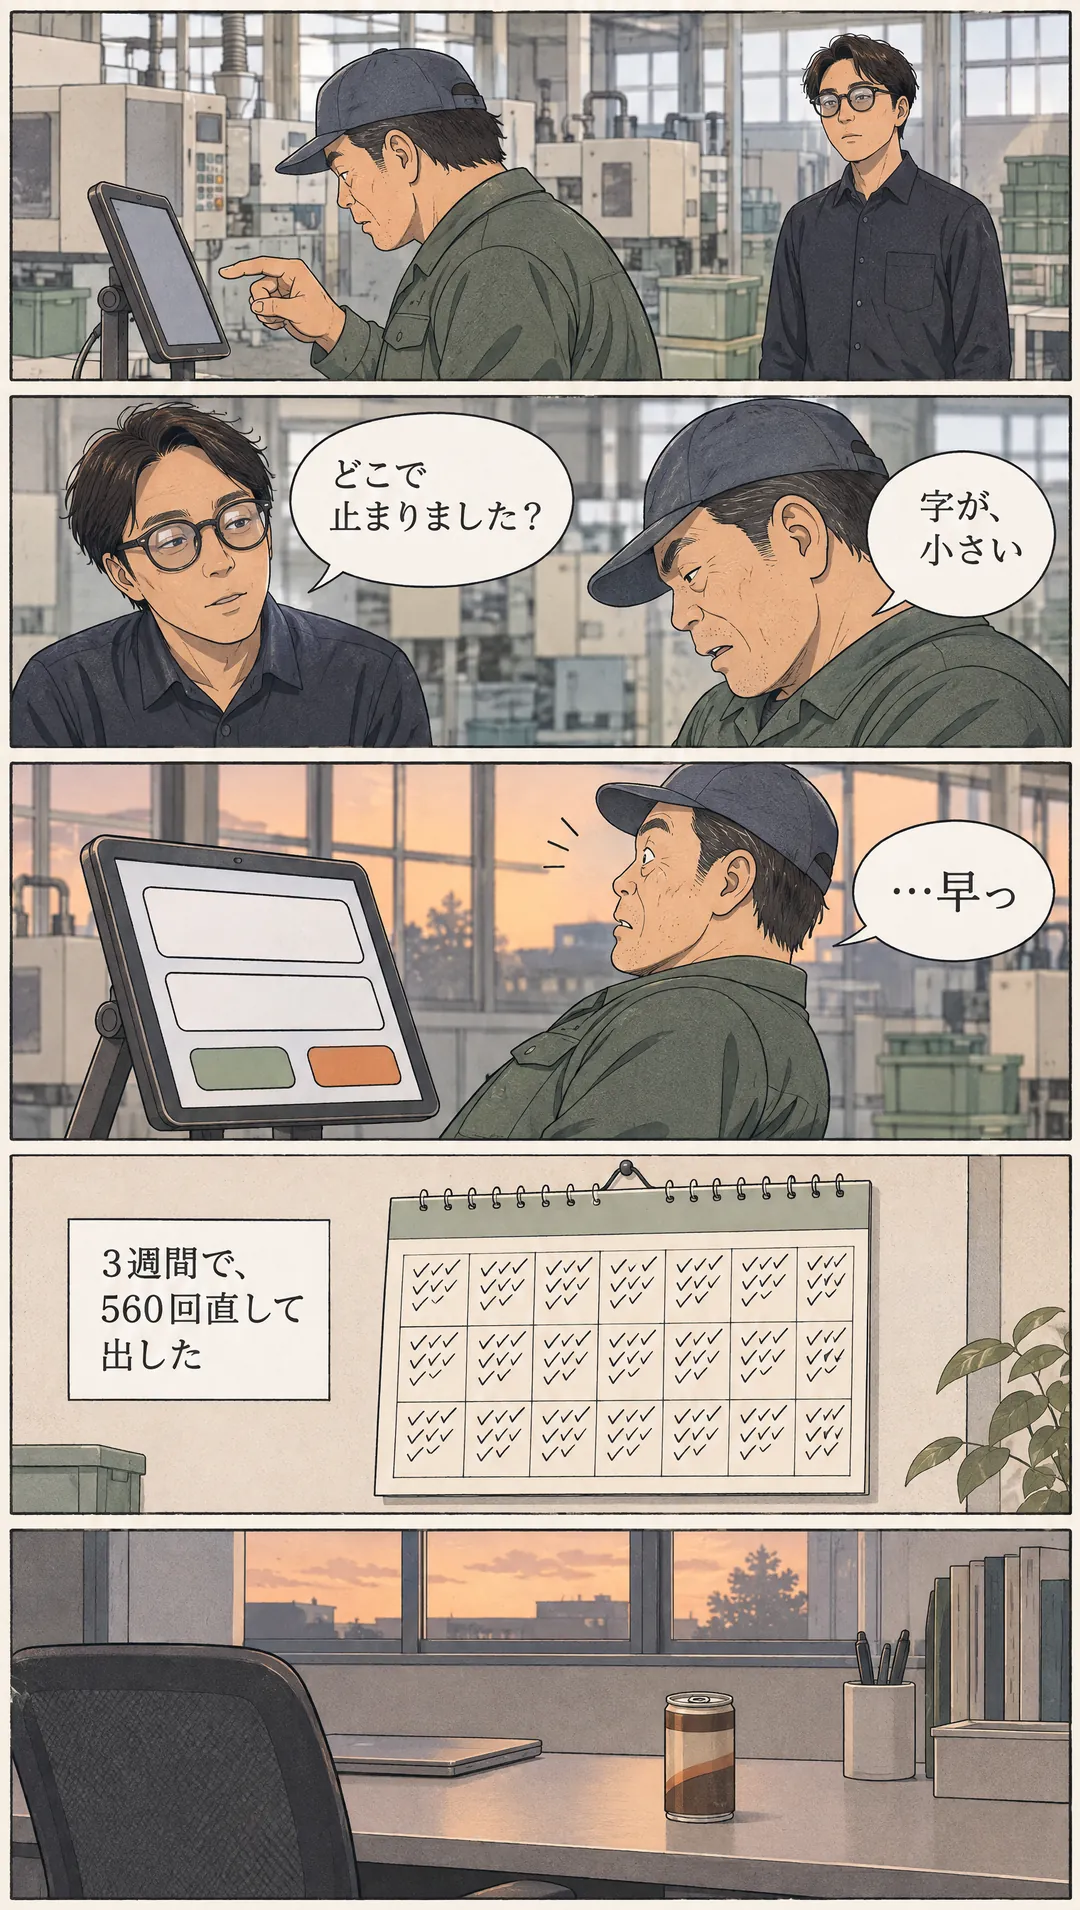 どこで
止まりました？
字が、
小さい
…早っ
3週間で、
560回直して
出した